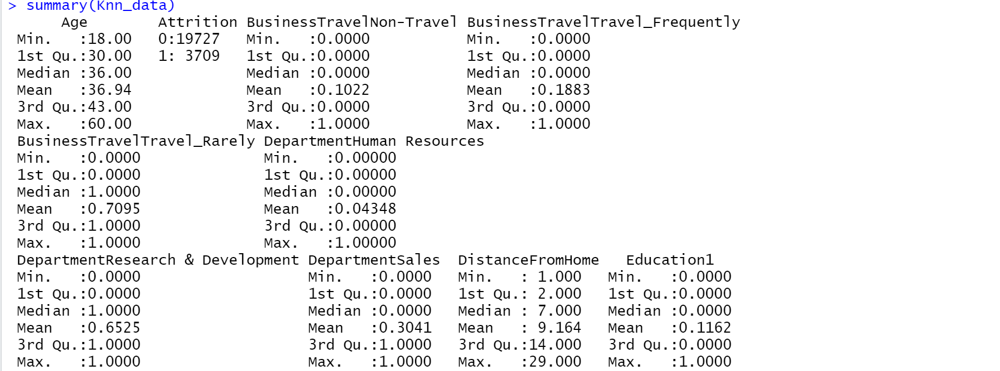 > summary(Knn_data)
      Age        Attrition BusinessTravelNon-Travel BusinessTravelTravel_Frequently
 Min.   :18.00   0:19727   Min.   :0.0000           Min.   :0.0000
 1st Qu.:30.00   1: 3709   1st Qu.:0.0000           1st Qu.:0.0000
 Median :36.00             Median :0.0000           Median :0.0000
 Mean   :36.94             Mean   :0.1022           Mean   :0.1883
 3rd Qu.:43.00             3rd Qu.:0.0000           3rd Qu.:0.0000
 Max.   :60.00             Max.   :1.0000           Max.   :1.0000
 BusinessTravelTravel_Rarely DepartmentHuman Resources
 Min.   :0.0000              Min.   :0.00000
 1st Qu.:0.0000              1st Qu.:0.00000
 Median :1.0000              Median :0.00000
 Mean   :0.7095              Mean   :0.04348
 3rd Qu.:1.0000              3rd Qu.:0.00000
 Max.   :1.0000              Max.   :1.00000
 DepartmentResearch & Development DepartmentSales  DistanceFromHome   Education1
 Min.   :0.0000                   Min.   :0.0000   Min.   : 1.000   Min.   :0.0000
 1st Qu.:0.0000                   1st Qu.:0.0000   1st Qu.: 2.000   1st Qu.:0.0000
 Median :1.0000                   Median :0.0000   Median : 7.000   Median :0.0000
 Mean   :0.6525                   Mean   :0.3041   Mean   : 9.164   Mean   :0.1162
 3rd Qu.:1.0000                   3rd Qu.:1.0000   3rd Qu.:14.000   3rd Qu.:0.0000
 Max.   :1.0000                   Max.   :1.0000   Max.   :29.000   Max.   :1.0000